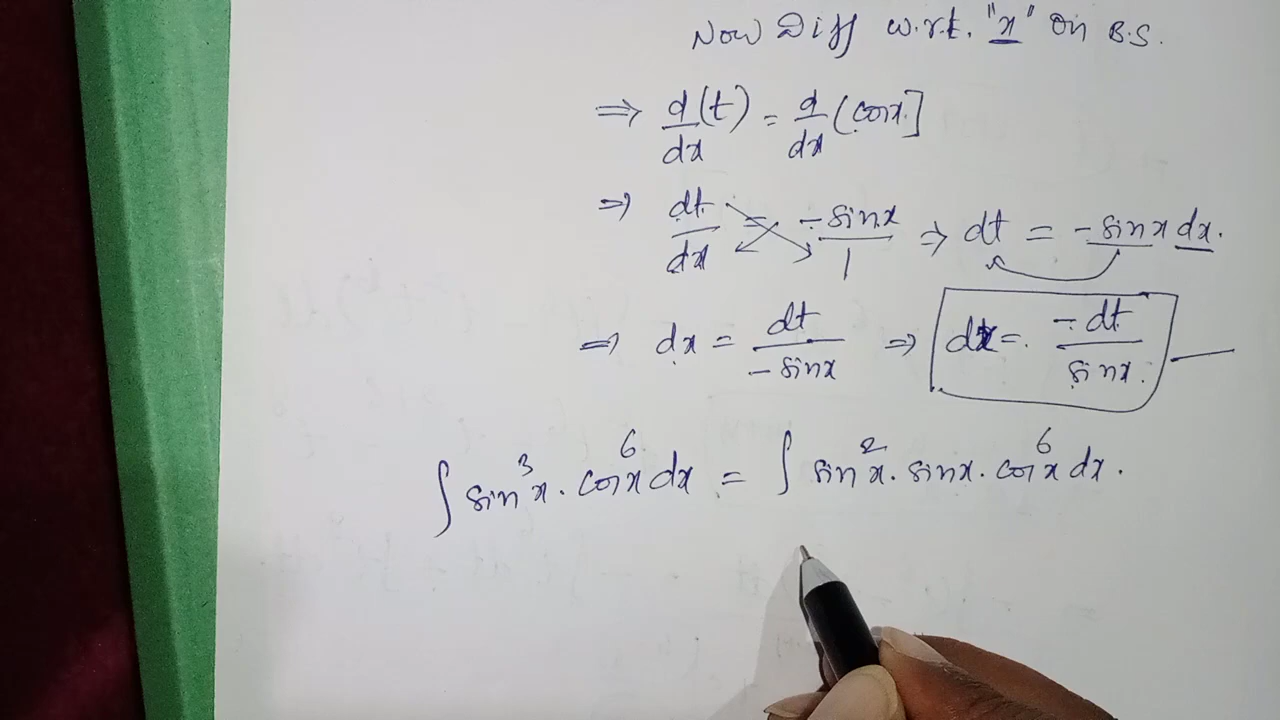 Now Diff w.r.t. "x" on B.S.
⇒ d/dx (t) = d/dx (cosx]
⇒ dt/dx = -sinx/1 ⇒ dt = -sinx dx.
⇒ dx = dt/-sinx ⇒ dx = -dt/sinx.
∫ sin³x · cos⁶x dx = ∫ sin²x · sinx · cos⁶x dx.